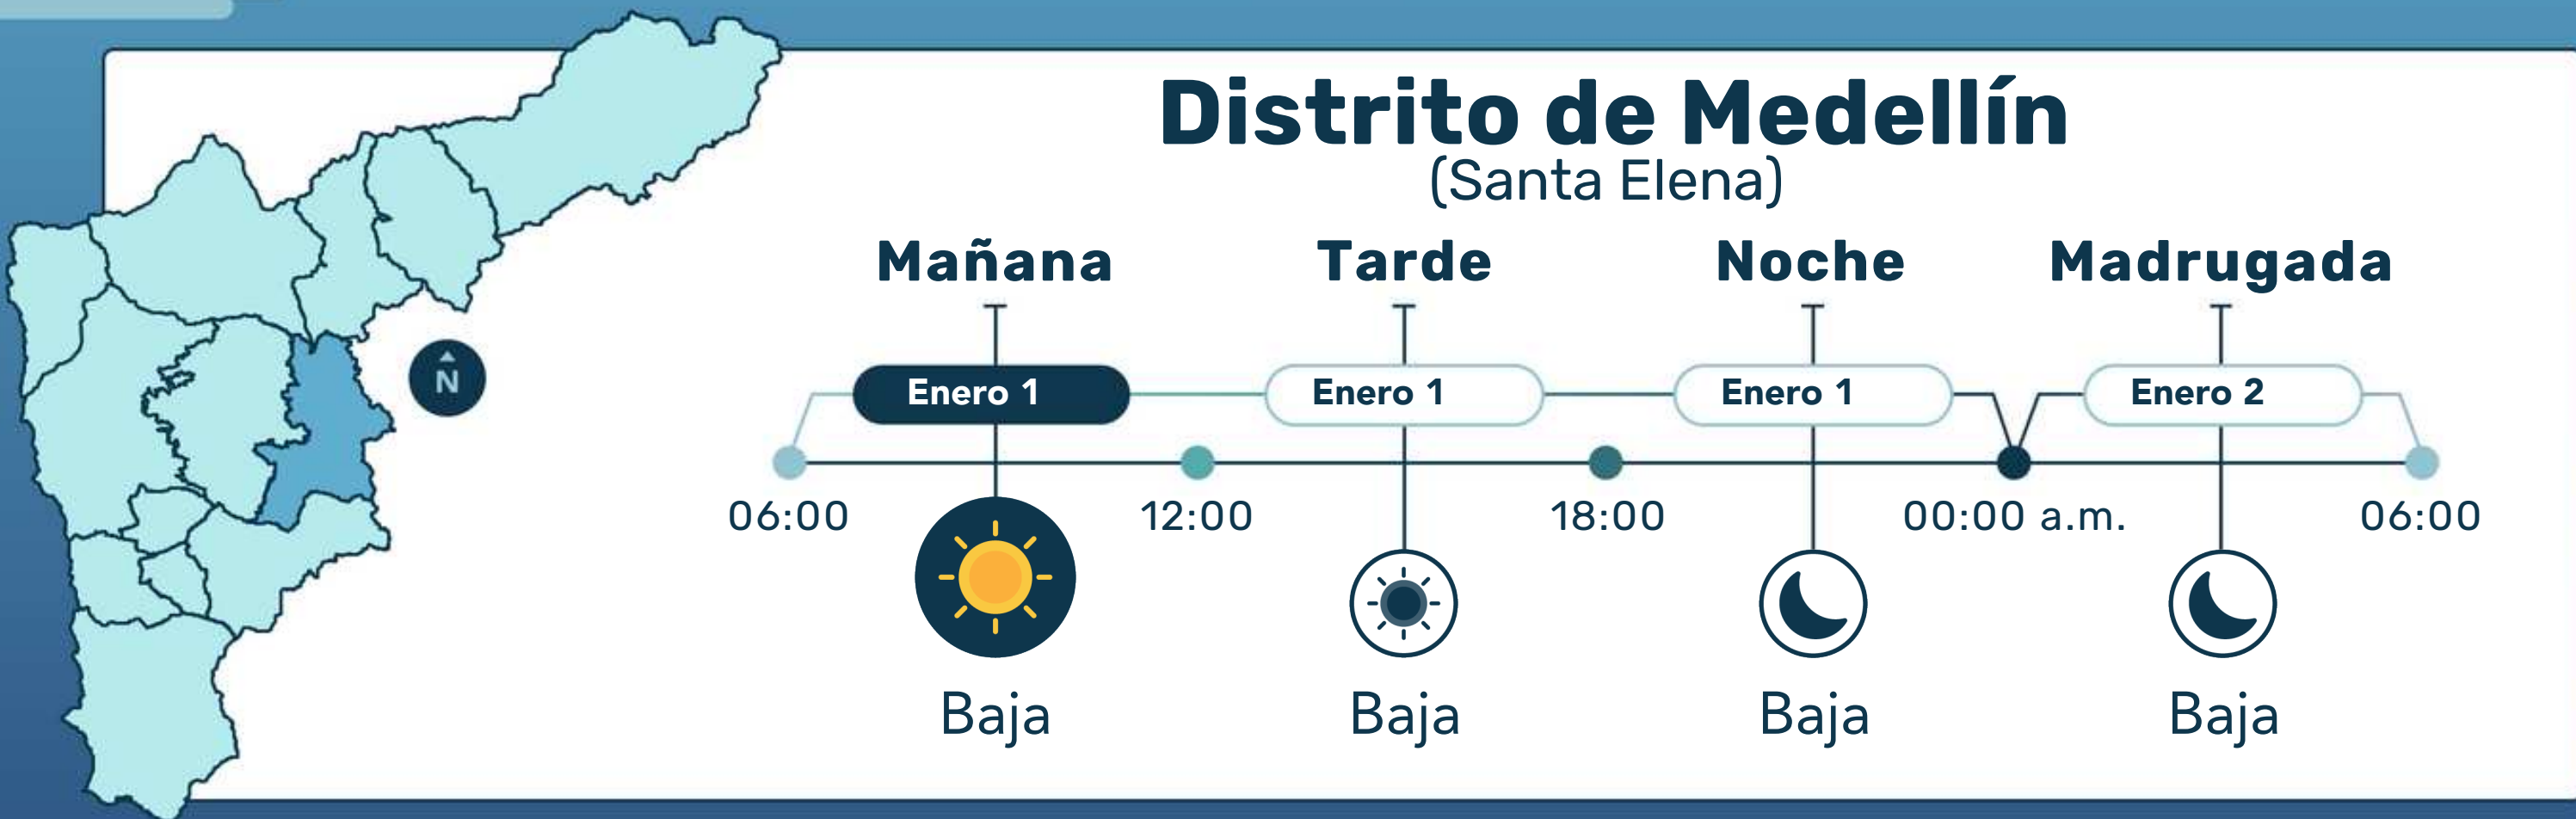 Distrito de Medellín
(Santa Elena)
Mañana Tarde Noche Madrugada
N
Enero 1 Enero 1 Enero 1 Enero 2
06:00 12:00 18:00 00:00 a.m. 06:00
Baja Baja Baja Baja